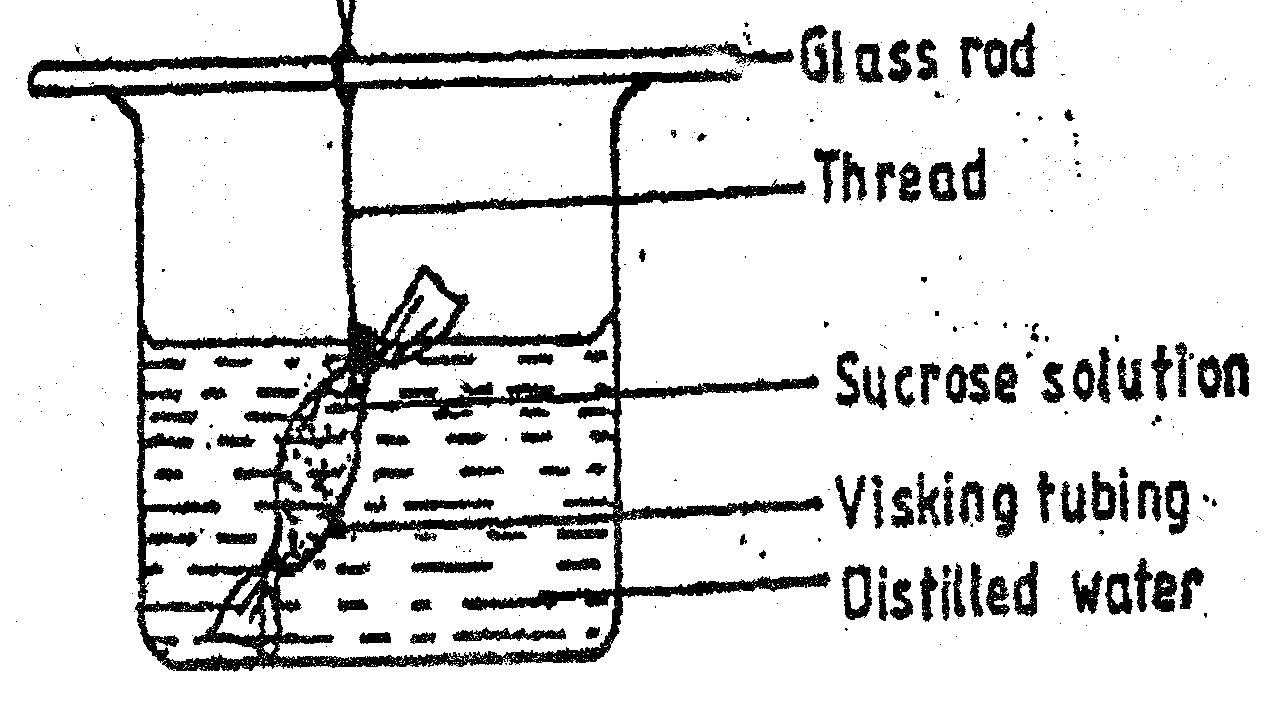 Glass rod
Thread
Sucrose solution
Visking tubing
Distilled water